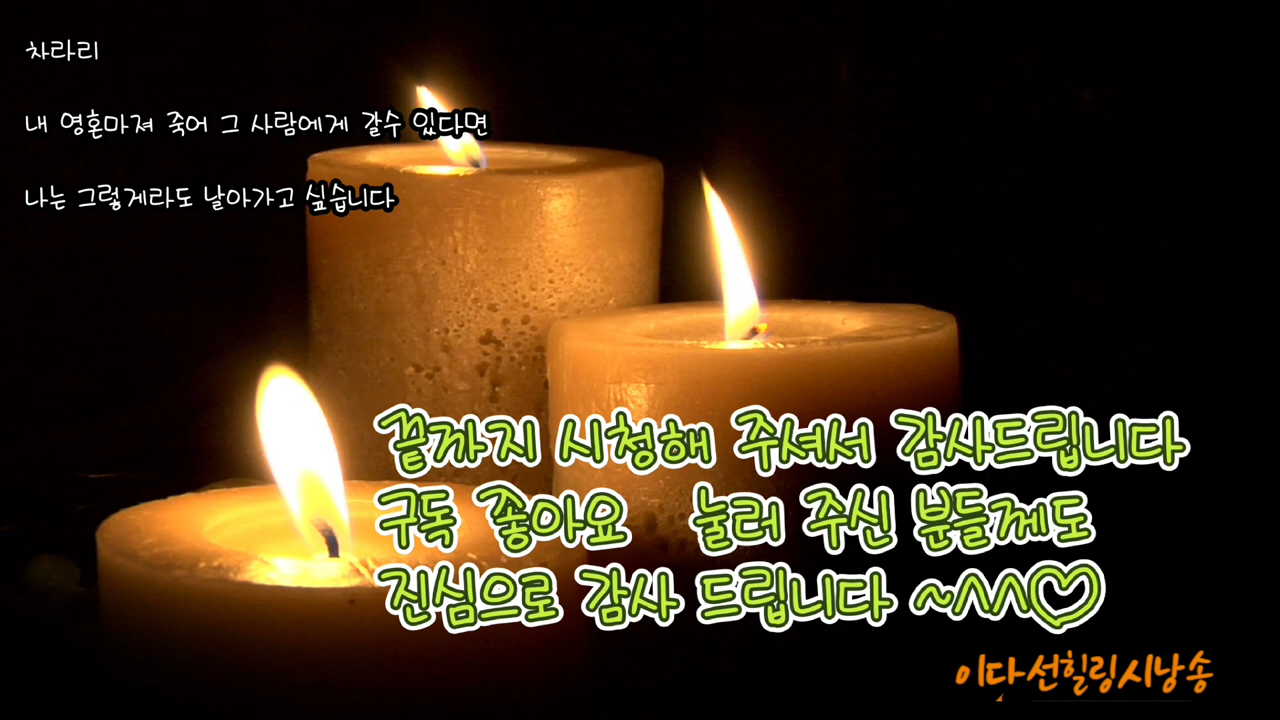 차라리
내 영혼마져 죽어 그 사람에게 갈수 있다면
나는 그렇게라도 날아가고 싶습니다
끝까지 시청해 주셔서 감사드립니다
구독 좋아요 눌러 주신 분들께도
진심으로 감사 드립니다 ~^^♡
이다선힐링시낭송